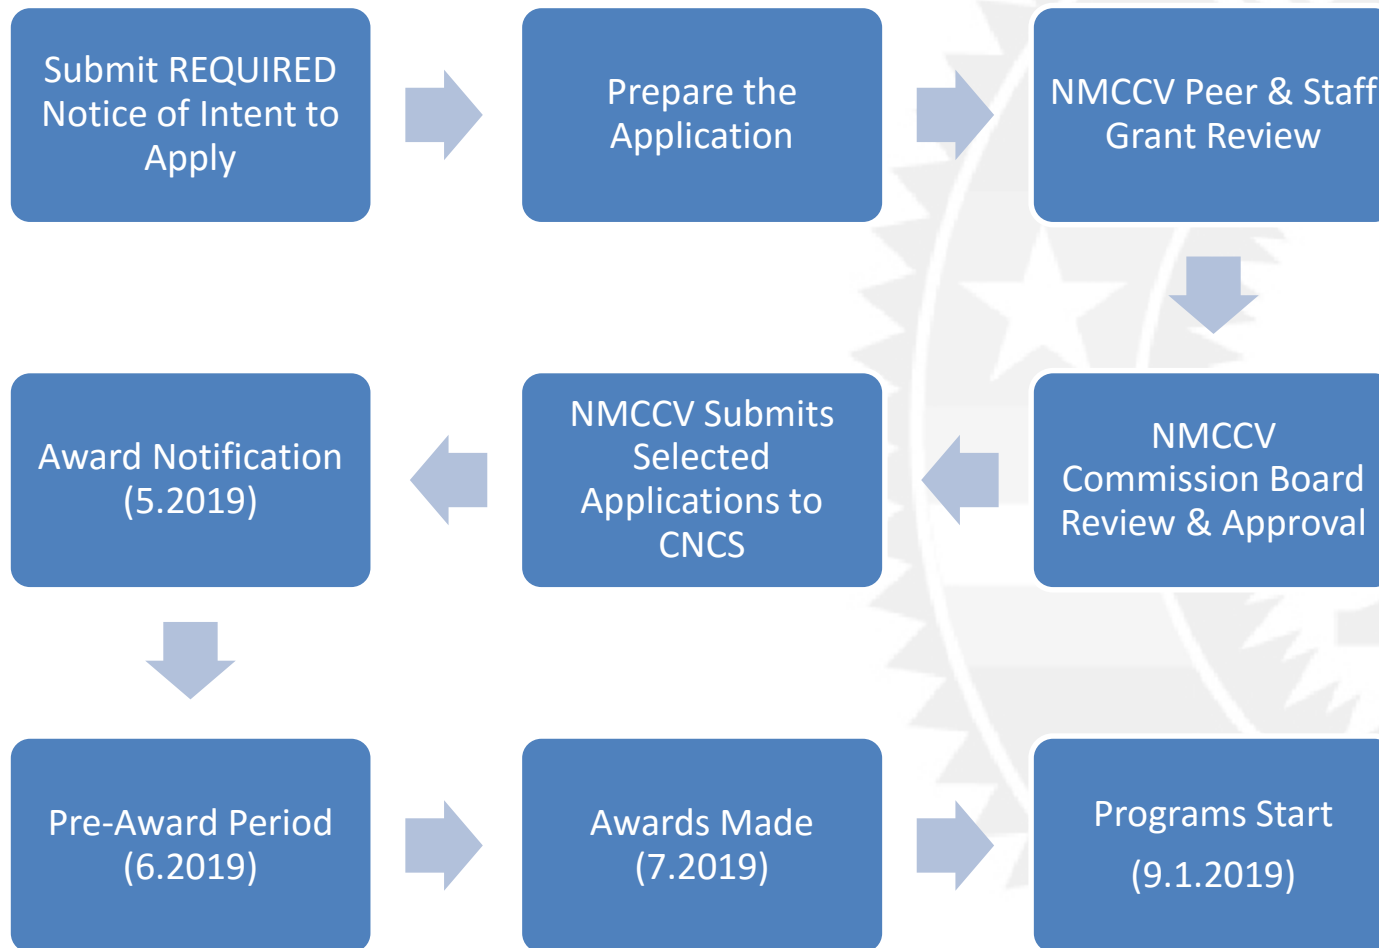 Submit REQUIRED
Notice of Intent to
Apply
Prepare the
Application
NMCCV Peer & Staff
Grant Review
NMCCV
Commission Board
Review & Approval
NMCCV Submits
Selected
Applications to
CNCS
Award Notification
(5.2019)
Pre-Award Period
(6.2019)
Awards Made
(7.2019)
Programs Start
(9.1.2019)